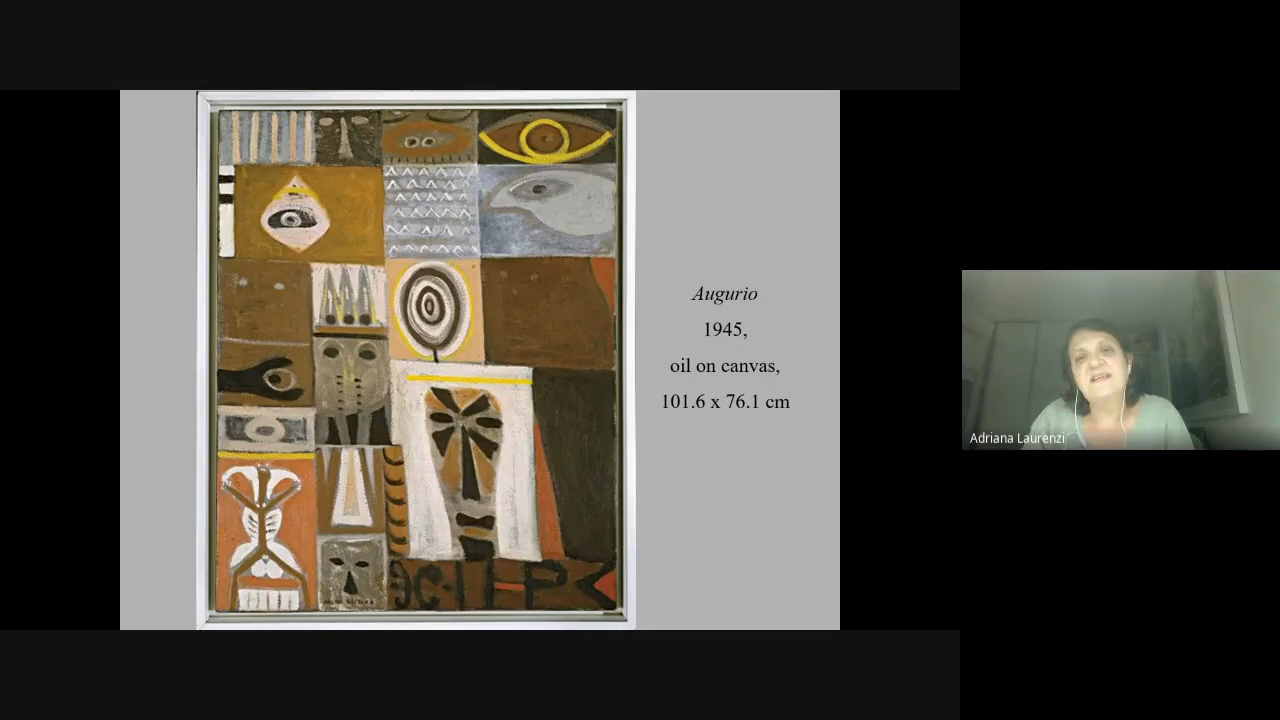 Augurio
1945,
oil on canvas,
101.6 x 76.1 cm
Adriana Laurenzi